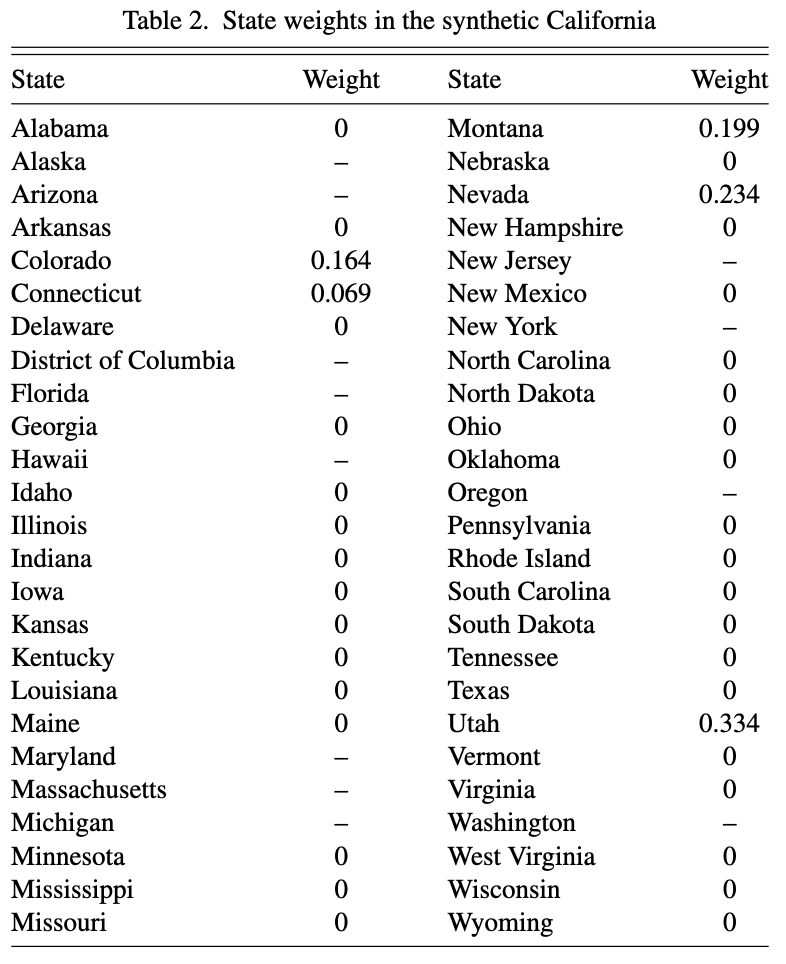 Table 2. State weights in the synthetic California
State Weight State Weight
Alabama 0 Montana 0.199
Alaska – Nebraska 0
Arizona – Nevada 0.234
Arkansas 0 New Hampshire 0
Colorado 0.164 New Jersey –
Connecticut 0.069 New Mexico 0
Delaware 0 New York –
District of Columbia – North Carolina 0
Florida – North Dakota 0
Georgia 0 Ohio 0
Hawaii – Oklahoma 0
Idaho 0 Oregon –
Illinois 0 Pennsylvania 0
Indiana 0 Rhode Island 0
Iowa 0 South Carolina 0
Kansas 0 South Dakota 0
Kentucky 0 Tennessee 0
Louisiana 0 Texas 0
Maine 0 Utah 0.334
Maryland – Vermont 0
Massachusetts – Virginia 0
Michigan – Washington –
Minnesota 0 West Virginia 0
Mississippi 0 Wisconsin 0
Missouri 0 Wyoming 0